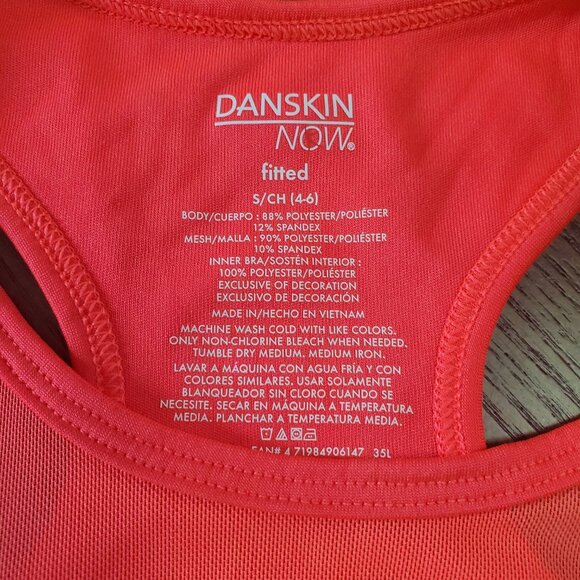 DANSKIN
NOW®
fitted
S/CH (4-6)
BODY/CUERPO : 88% POLYESTER/POLIÉSTER
12% SPANDEX
MESH/MALLA : 90% POLYESTER/POLIÉSTER
10% SPANDEX
INNER BRA/SOSTÉN INTERIOR :
100% POLYESTER/POLIÉSTER
EXCLUSIVE OF DECORATION
EXCLUSIVO DE DECORACIÓN
MADE IN/HECHO EN VIETNAM
MACHINE WASH COLD WITH LIKE COLORS.
ONLY NON-CHLORINE BLEACH WHEN NEEDED.
TUMBLE DRY MEDIUM. MEDIUM IRON.
LAVAR A MÁQUINA CON AGUA FRÍA Y CON
COLORES SIMILARES. USAR SOLAMENTE
BLANQUEADOR SIN CLORO CUANDO SE
NECESITE. SECAR EN MÁQUINA A TEMPERATURA
MEDIA. PLANCHAR A TEMPERATURA MEDIA.
EAN# 4 71984906147 35L